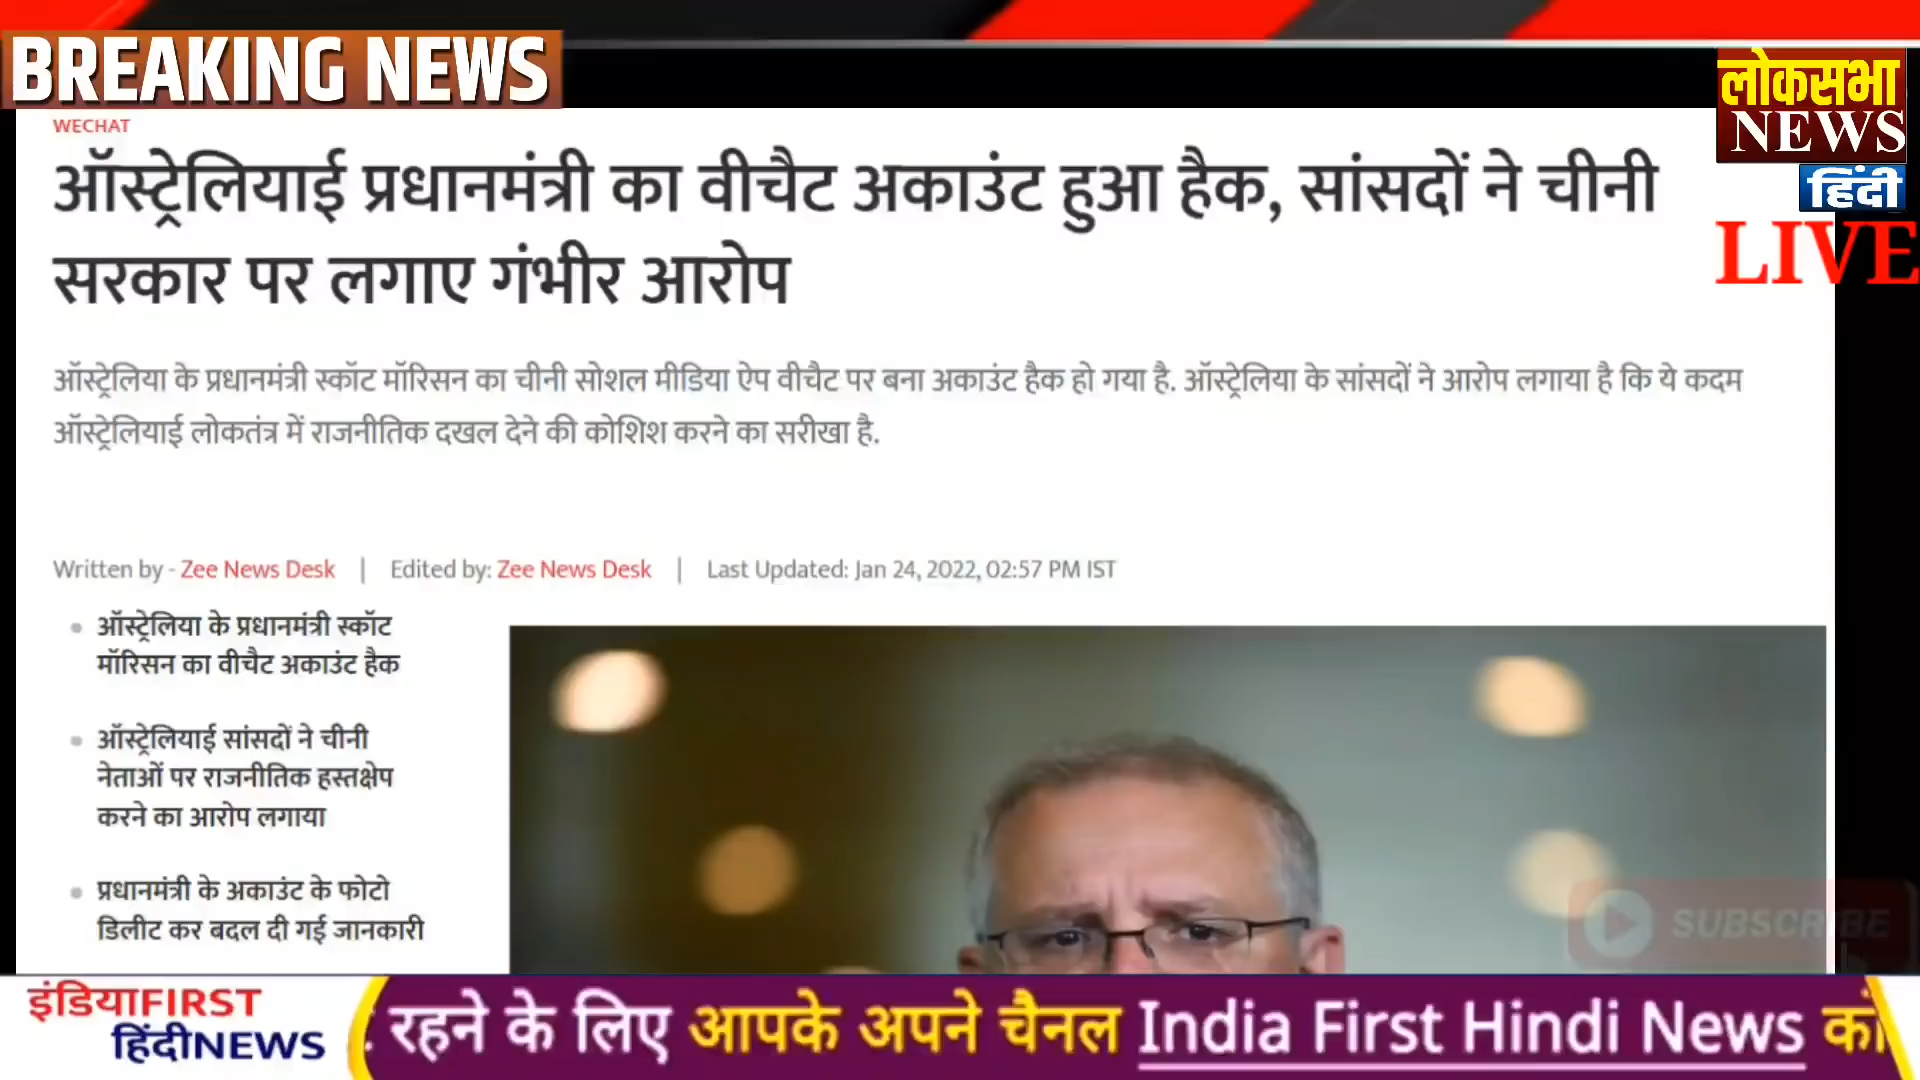 BREAKING NEWS
लोकसभा
NEWS
हिंदी
LIVE
WECHAT
ऑस्ट्रेलियाई प्रधानमंत्री का वीचैट अकाउंट हुआ हैक, सांसदों ने चीनी
सरकार पर लगाए गंभीर आरोप
ऑस्ट्रेलिया के प्रधानमंत्री स्कॉट मॉरिसन का चीनी सोशल मीडिया ऐप वीचैट पर बना अकाउंट हैक हो गया है. ऑस्ट्रेलिया के सांसदों ने आरोप लगाया है कि ये कदम
ऑस्ट्रेलियाई लोकतंत्र में राजनीतिक दखल देने की कोशिश करने का सरीखा है.
Written by - Zee News Desk | Edited by: Zee News Desk | Last Updated: Jan 24, 2022, 02:57 PM IST
ऑस्ट्रेलिया के प्रधानमंत्री स्कॉट
मॉरिसन का वीचैट अकाउंट हैक
ऑस्ट्रेलियाई सांसदों ने चीनी
नेताओं पर राजनीतिक हस्तक्षेप
करने का आरोप लगाया
प्रधानमंत्री के अकाउंट के फोटो
डिलीट कर बदल दी गई जानकारी
SUBSCRIBE
इंडियाFIRST
हिंदीNEWS
रहने के लिए आपके अपने चैनल India First Hindi News को